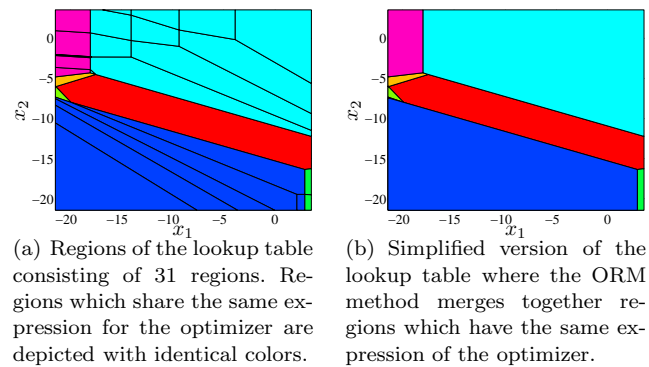 0
−5
−10
−15
−20
x2
−20 −15 −10 −5 0
x1
(a) Regions of the lookup table
consisting of 31 regions. Re-
gions which share the same ex-
pression for the optimizer are
depicted with identical colors.
0
−5
−10
−15
−20
x2
−20 −15 −10 −5 0
x1
(b) Simplified version of the
lookup table where the ORM
method merges together re-
gions which have the same ex-
pression of the optimizer.